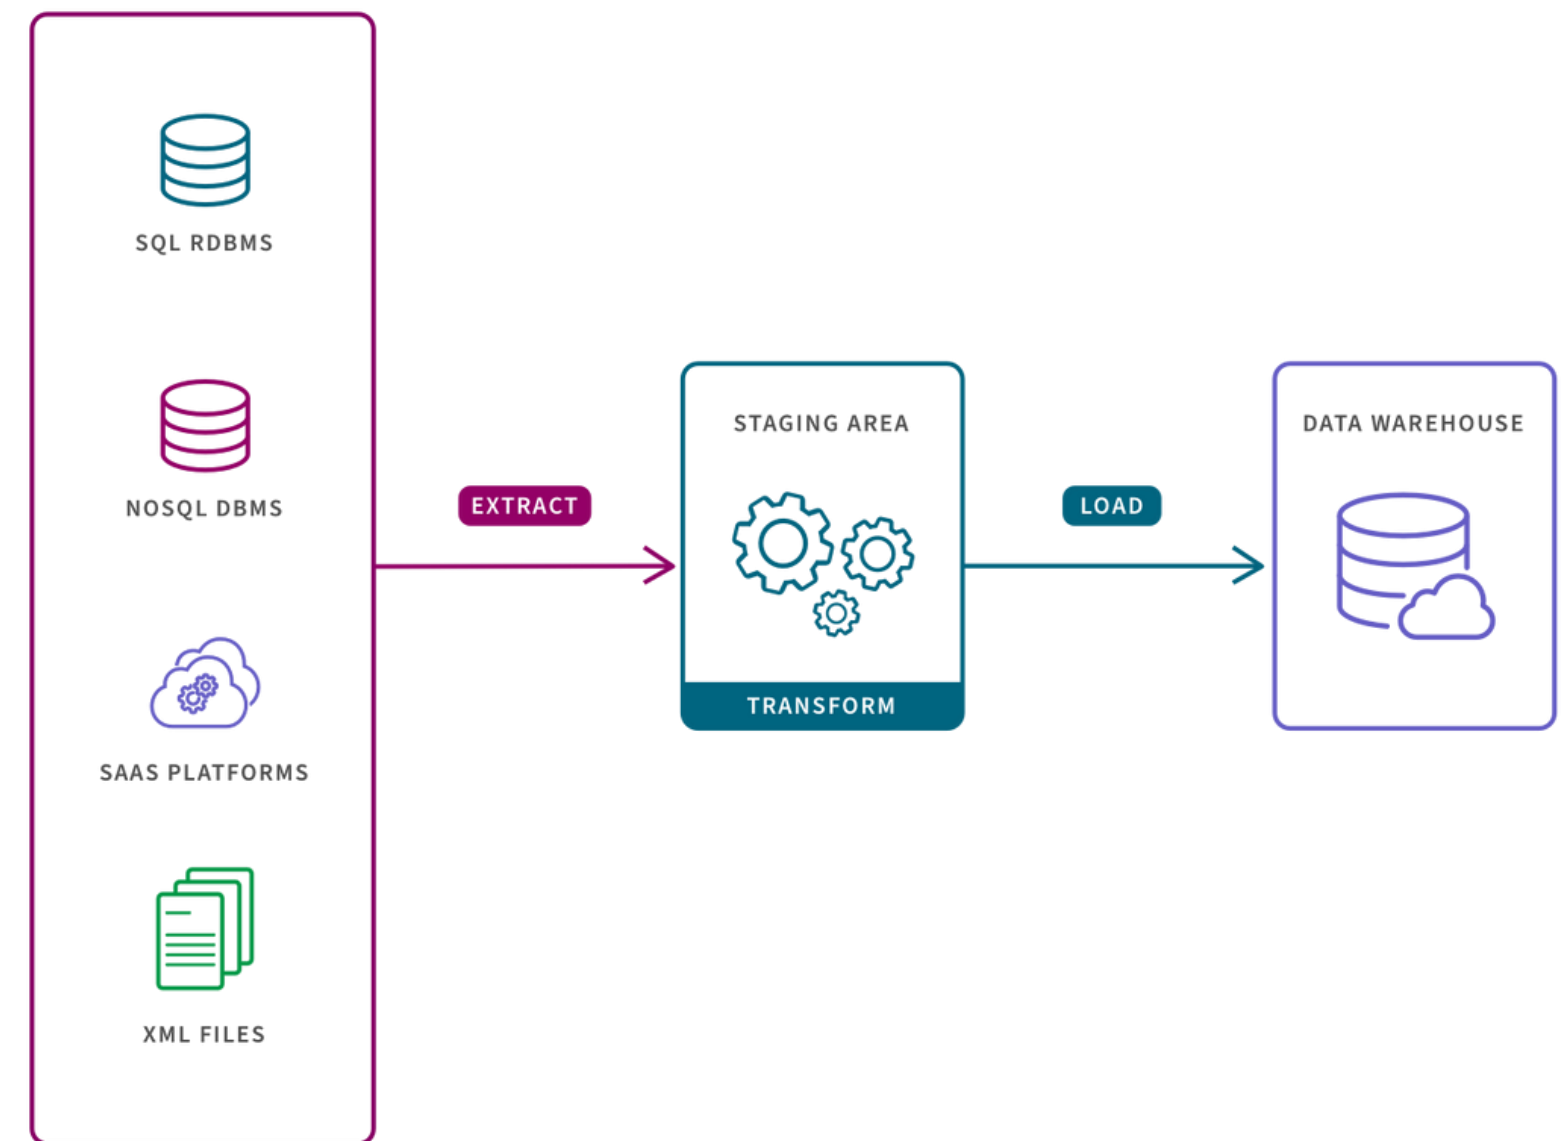 SQL RDBMS
NOSQL DBMS
SAAS PLATFORMS
XML FILES
EXTRACT
STAGING AREA
TRANSFORM
LOAD
DATA WAREHOUSE